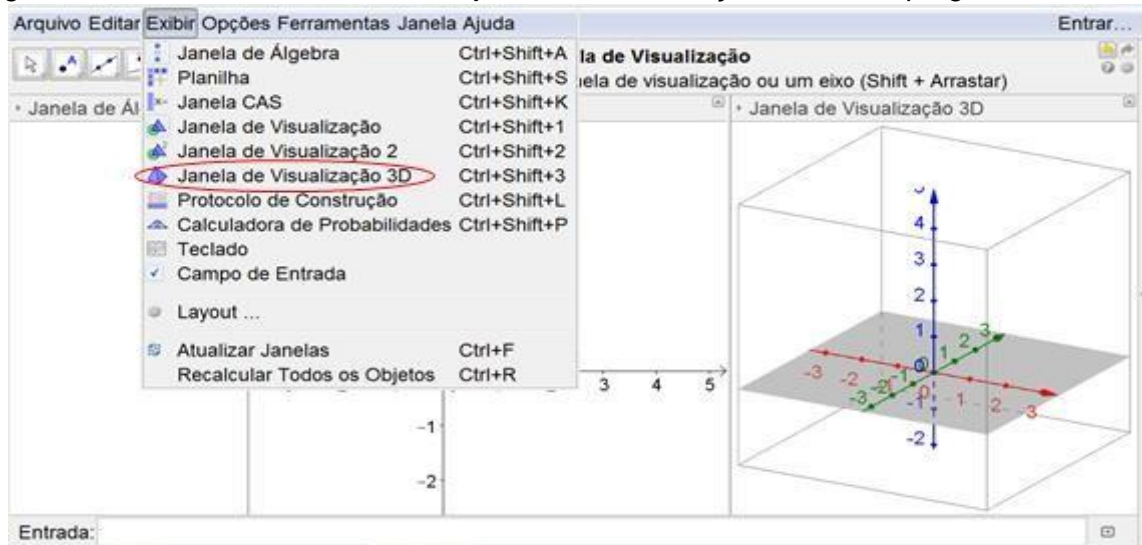 Arquivo Editar Exibir Opções Ferramentas Janela Ajuda Entrar...
Janela de Álgebra Ctrl+Shift+A
Planilha Ctrl+Shift+S
Janela CAS Ctrl+Shift+K
Janela de Visualização Ctrl+Shift+1
Janela de Visualização 2 Ctrl+Shift+2
Janela de Visualização 3D Ctrl+Shift+3
Protocolo de Construção Ctrl+Shift+L
Calculadora de Probabilidades Ctrl+Shift+P
Teclado
Campo de Entrada
Layout ...
Atualizar Janelas Ctrl+F
Recalcular Todos os Objetos Ctrl+R
la de Visualização
ela de visualização ou um eixo (Shift + Arrastar)
Janela de Ál
Janela de Visualização 3D
3 4 5
-1
-2
4
3
2
1
0
-1
-2
-3 -2 0 1 2 3
-3 -2 -1 1 2 3
Entrada: